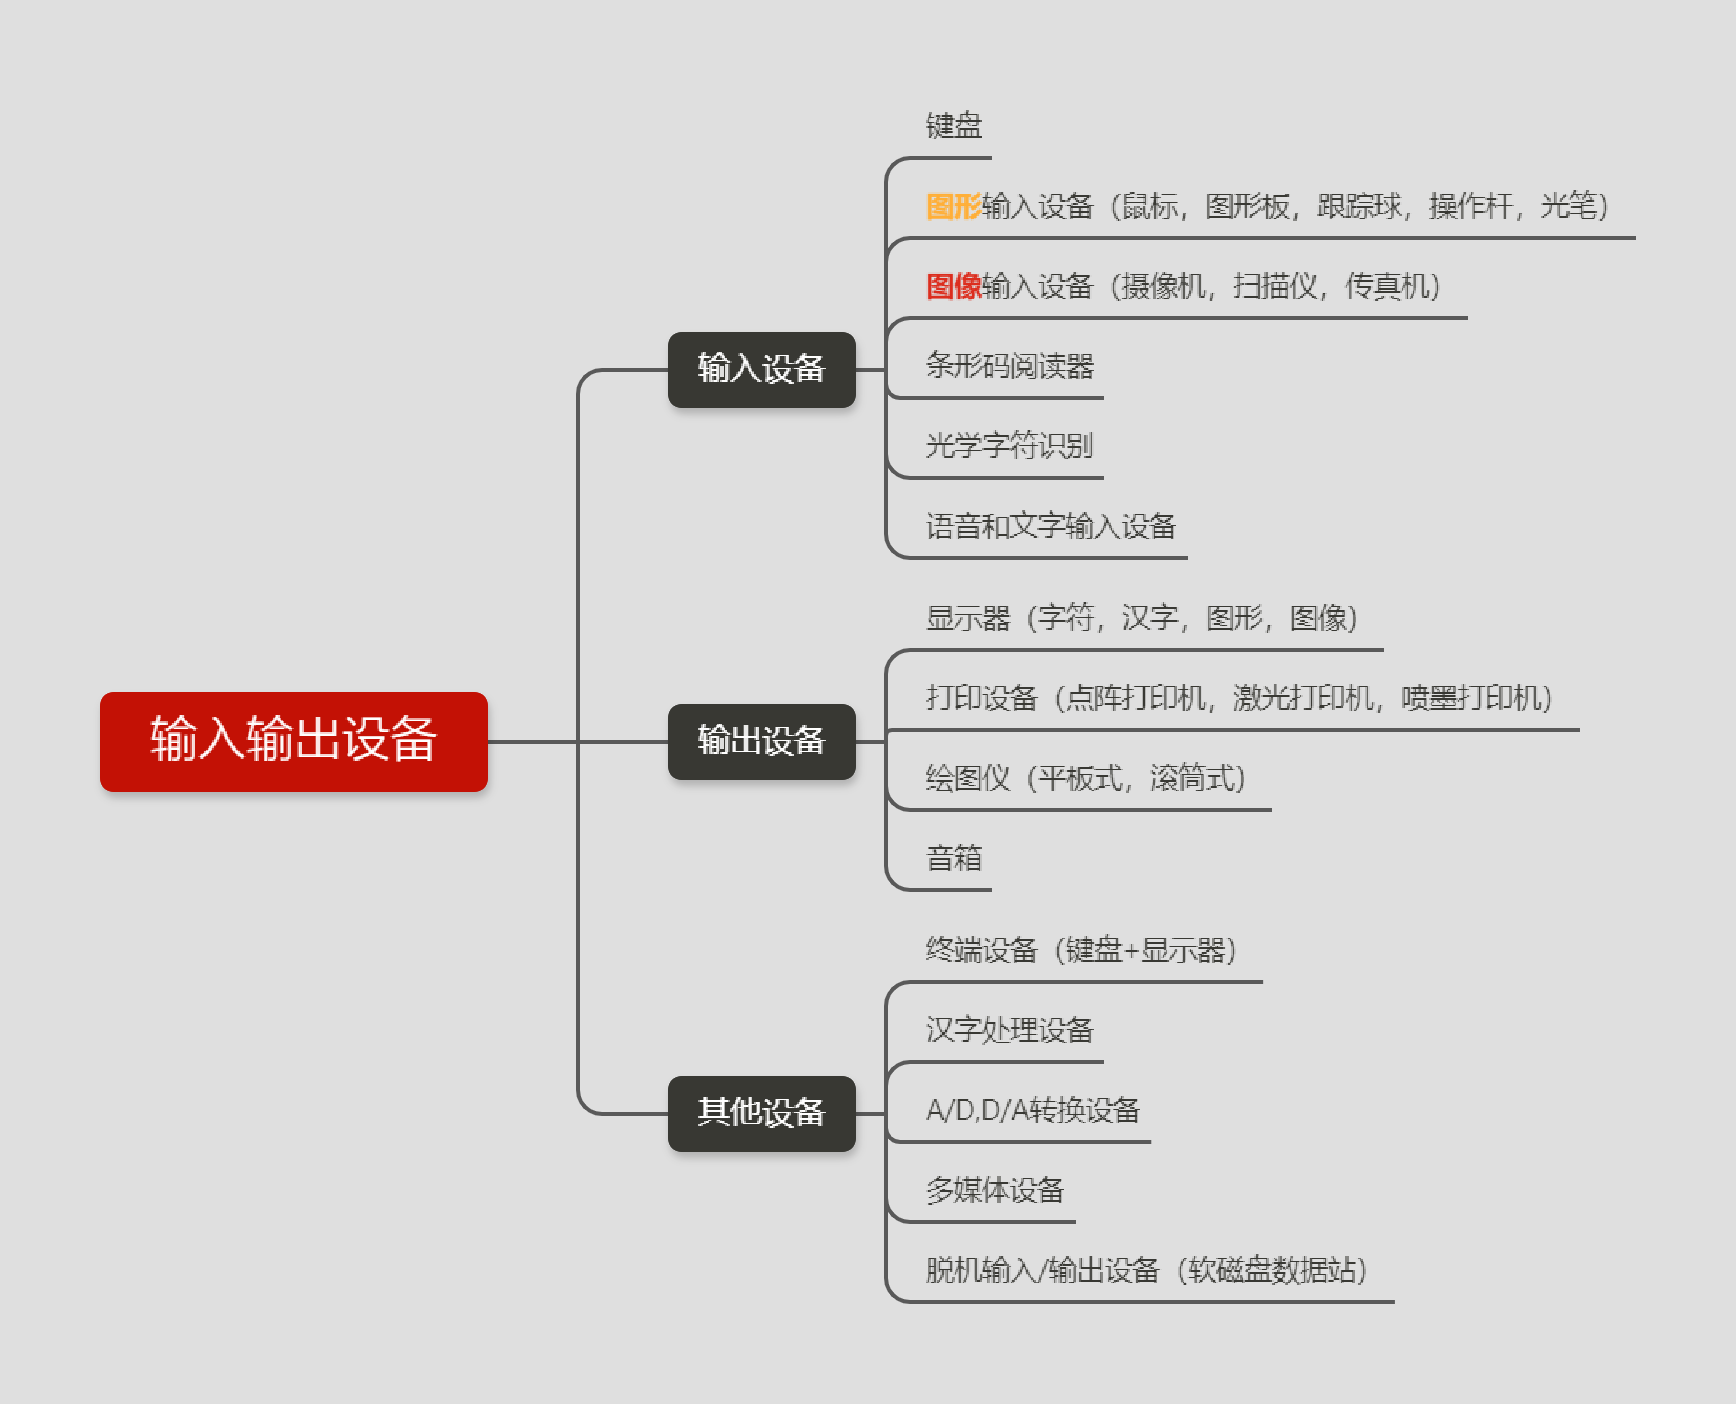 输入输出设备
输入设备
键盘
图形输入设备（鼠标，图形板，跟踪球，操作杆，光笔）
图像输入设备（摄像机，扫描仪，传真机）
条形码阅读器
光学字符识别
语音和文字输入设备
输出设备
显示器（字符，汉字，图形，图像）
打印设备（点阵打印机，激光打印机，喷墨打印机）
绘图仪（平板式，滚筒式）
音箱
其他设备
终端设备（键盘+显示器）
汉字处理设备
A/D,D/A转换设备
多媒体设备
脱机输入/输出设备（软磁盘数据站）